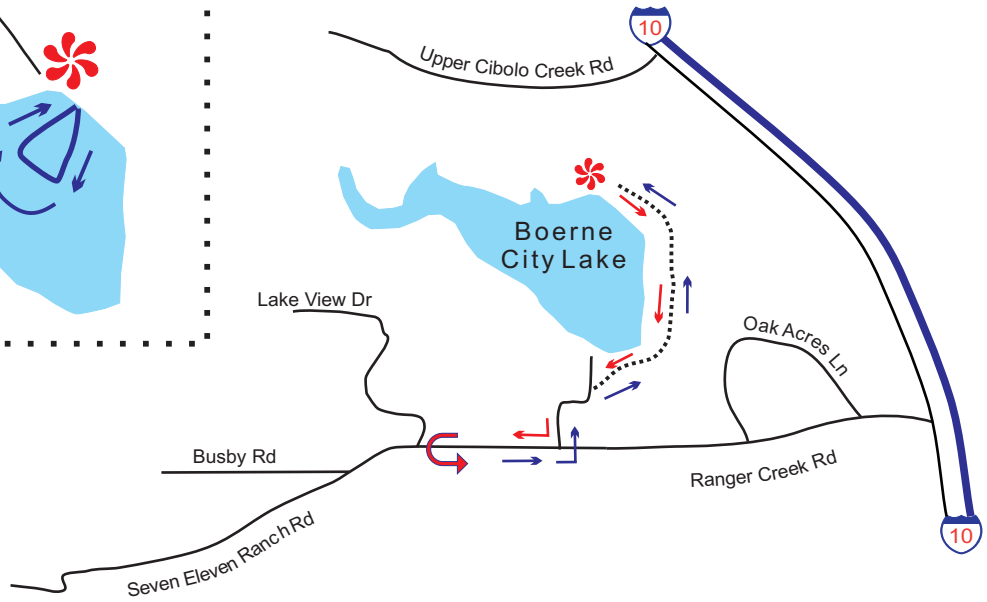 10
Upper Cibolo Creek Rd
Boerne
City Lake
Lake View Dr
Oak Acres Ln
Busby Rd
Ranger Creek Rd
Seven Eleven Ranch Rd
10